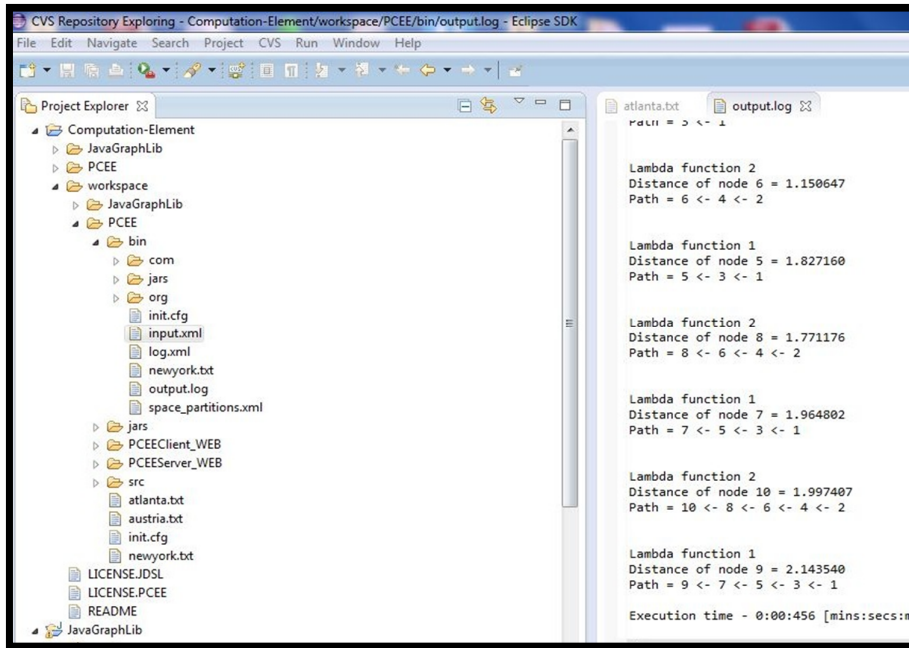 CVS Repository Exploring - Computation-Element/workspace/PCEE/bin/output.log - Eclipse SDK
File Edit Navigate Search Project CVS Run Window Help
Project Explorer
Computation-Element
JavaGraphLib
PCEE
workspace
JavaGraphLib
PCEE
bin
com
jars
org
init.cfg
input.xml
log.xml
newyork.txt
output.log
space_partitions.xml
jars
PCEEClient_WEB
PCEEServer_WEB
src
atlanta.txt
austria.txt
init.cfg
newyork.txt
LICENSE.JDSL
LICENSE.PCEE
README
JavaGraphLib
atlanta.txt output.log
Path = 3 <- 1
Lambda function 2
Distance of node 6 = 1.150647
Path = 6 <- 4 <- 2
Lambda function 1
Distance of node 5 = 1.827160
Path = 5 <- 3 <- 1
Lambda function 2
Distance of node 8 = 1.771176
Path = 8 <- 6 <- 4 <- 2
Lambda function 1
Distance of node 7 = 1.964802
Path = 7 <- 5 <- 3 <- 1
Lambda function 2
Distance of node 10 = 1.997407
Path = 10 <- 8 <- 6 <- 4 <- 2
Lambda function 1
Distance of node 9 = 2.143540
Path = 9 <- 7 <- 5 <- 3 <- 1
Execution time - 0:00:456 [mins:secs:m